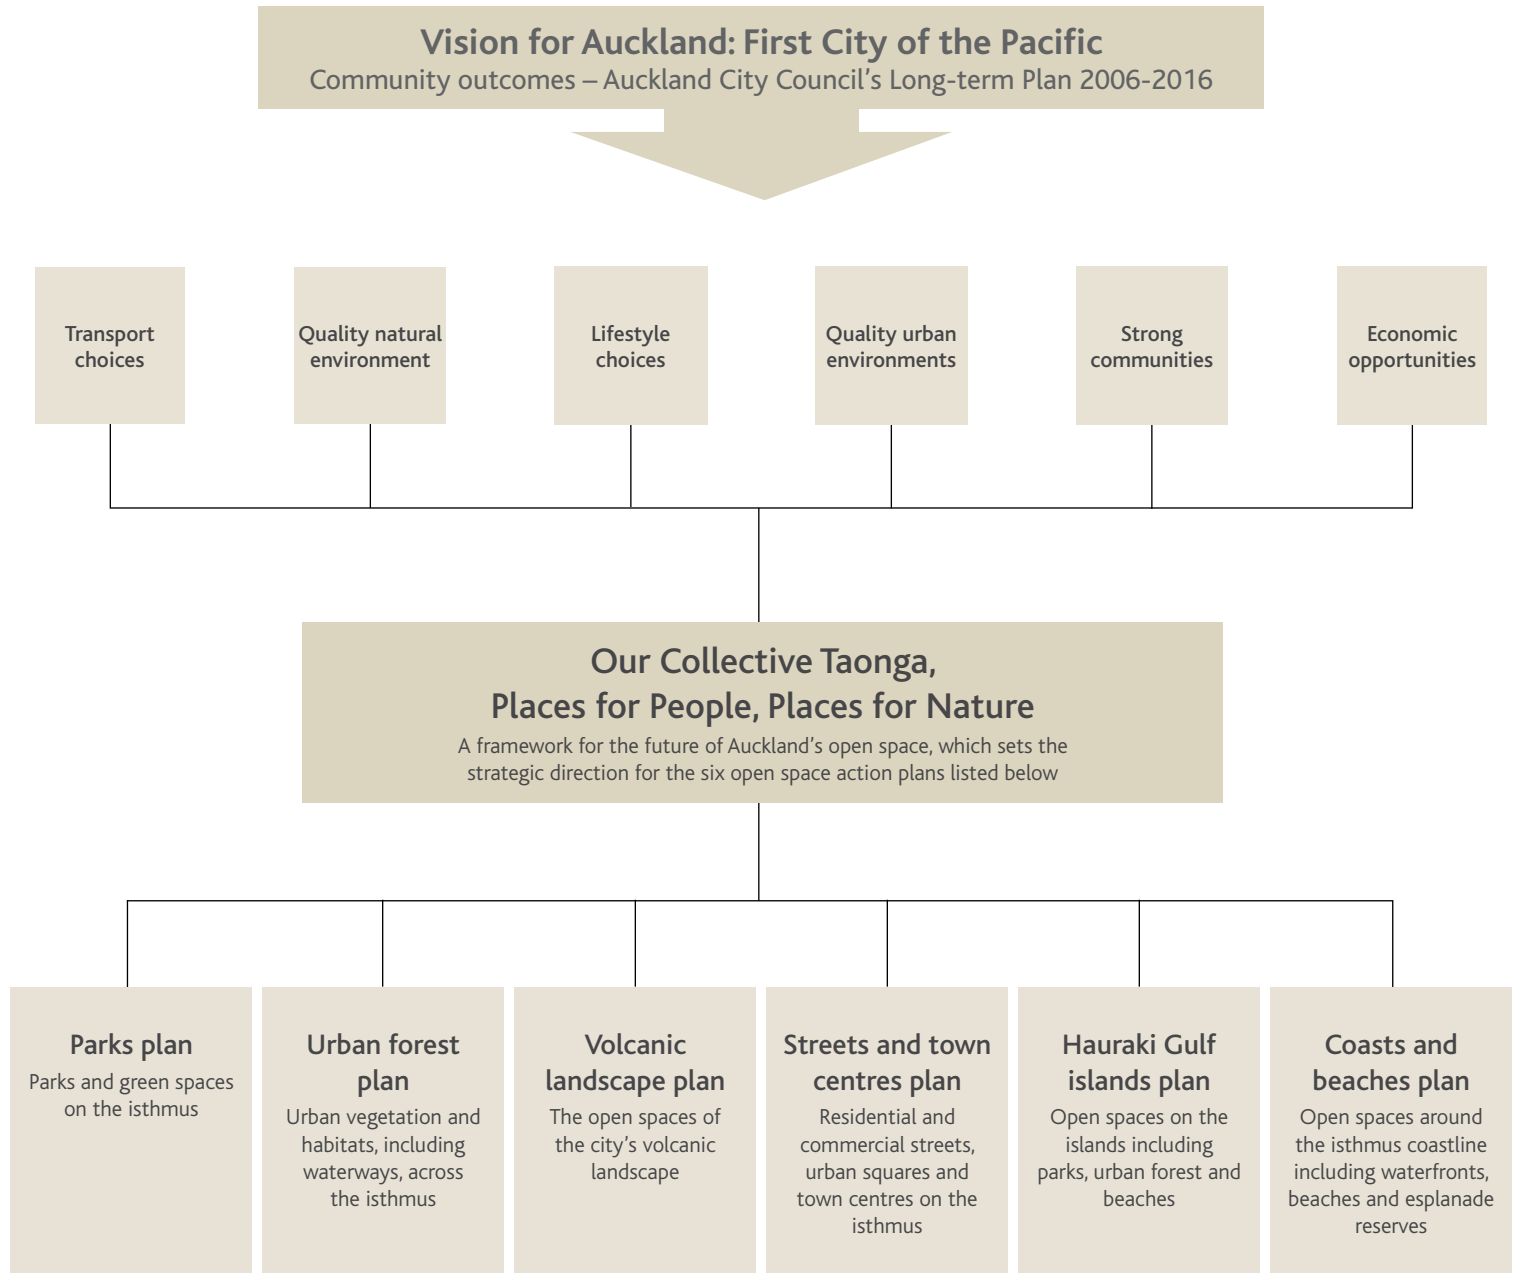 Vision for Auckland: First City of the Pacific
Community outcomes – Auckland City Council's Long-term Plan 2006-2016
Transport
choices
Quality natural
environment
Lifestyle
choices
Quality urban
environments
Strong
communities
Economic
opportunities
Our Collective Taonga,
Places for People, Places for Nature
A framework for the future of Auckland's open space, which sets the
strategic direction for the six open space action plans listed below
Parks plan
Parks and green spaces
on the isthmus
Urban forest
plan
Urban vegetation and
habitats, including
waterways, across
the isthmus
Volcanic
landscape plan
The open spaces of
the city's volcanic
landscape
Streets and town
centres plan
Residential and
commercial streets,
urban squares and
town centres on the
isthmus
Hauraki Gulf
islands plan
Open spaces on the
islands including
parks, urban forest and
beaches
Coasts and
beaches plan
Open spaces around
the isthmus coastline
including waterfronts,
beaches and esplanade
reserves